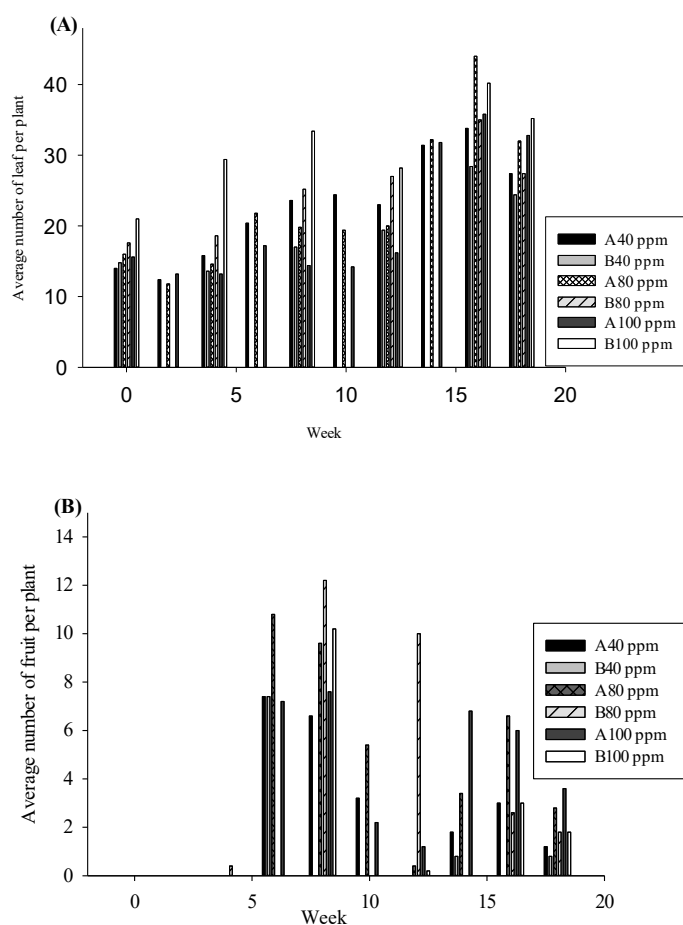 (A)
Average number of leaf per plant
40
30
20
10
0
0 5 10 15 20
Week
A40 ppm
B40 ppm
A80 ppm
B80 ppm
A100 ppm
B100 ppm
(B)
Average number of fruit per plant
14
12
10
8
6
4
2
0
0 5 10 15 20
Week
A40 ppm
B40 ppm
A80 ppm
B80 ppm
A100 ppm
B100 ppm